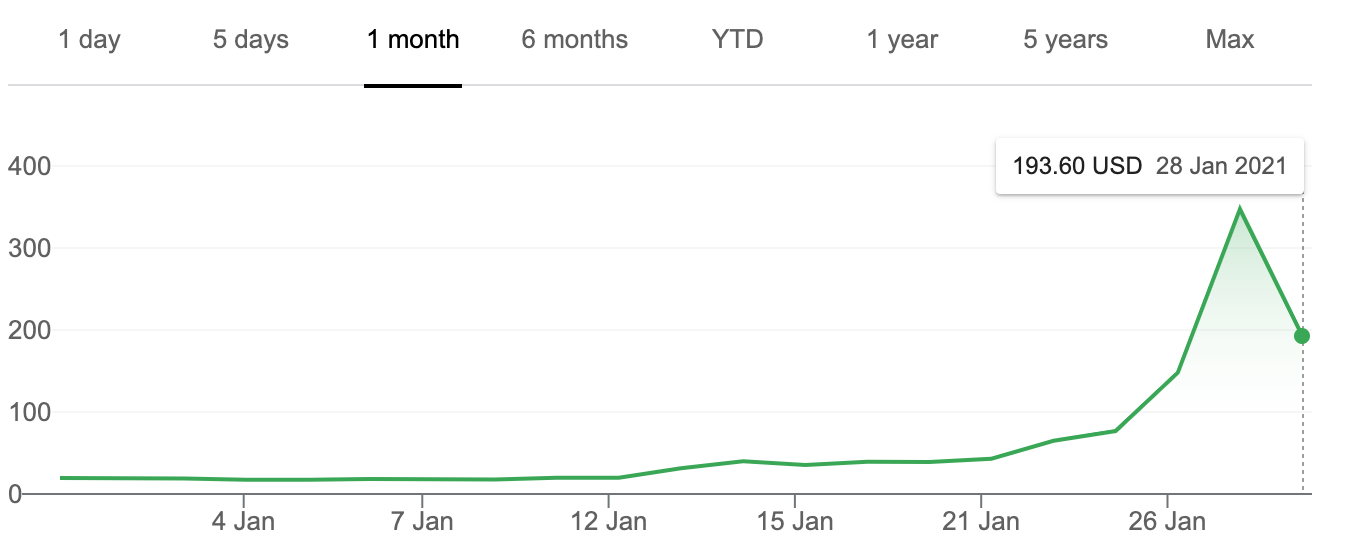 1 day 5 days 1 month 6 months YTD 1 year 5 years Max
193.60 USD 28 Jan 2021
400
300
200
100
0
4 Jan 7 Jan 12 Jan 15 Jan 21 Jan 26 Jan